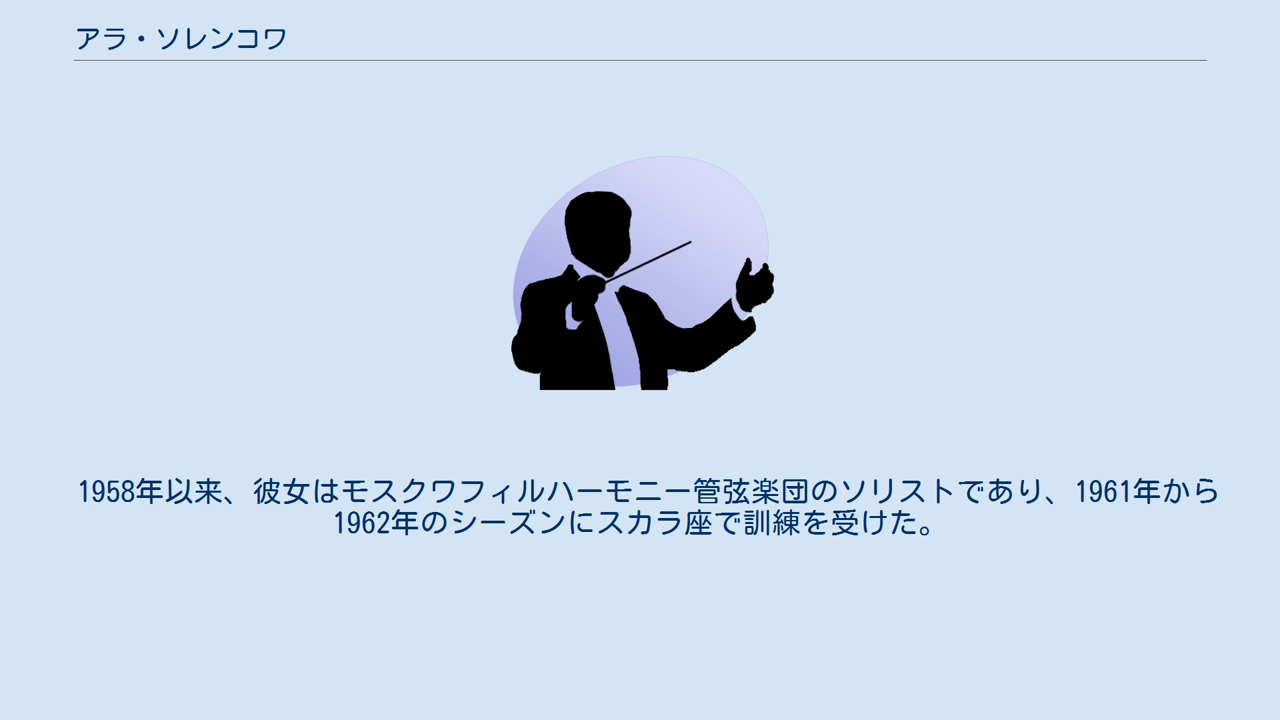 アラ・ソレンコワ
1958年以来、彼女はモスクワフィルハーモニー管弦楽団のソリストであり、1961年から
1962年のシーズンにスカラ座で訓練を受けた。